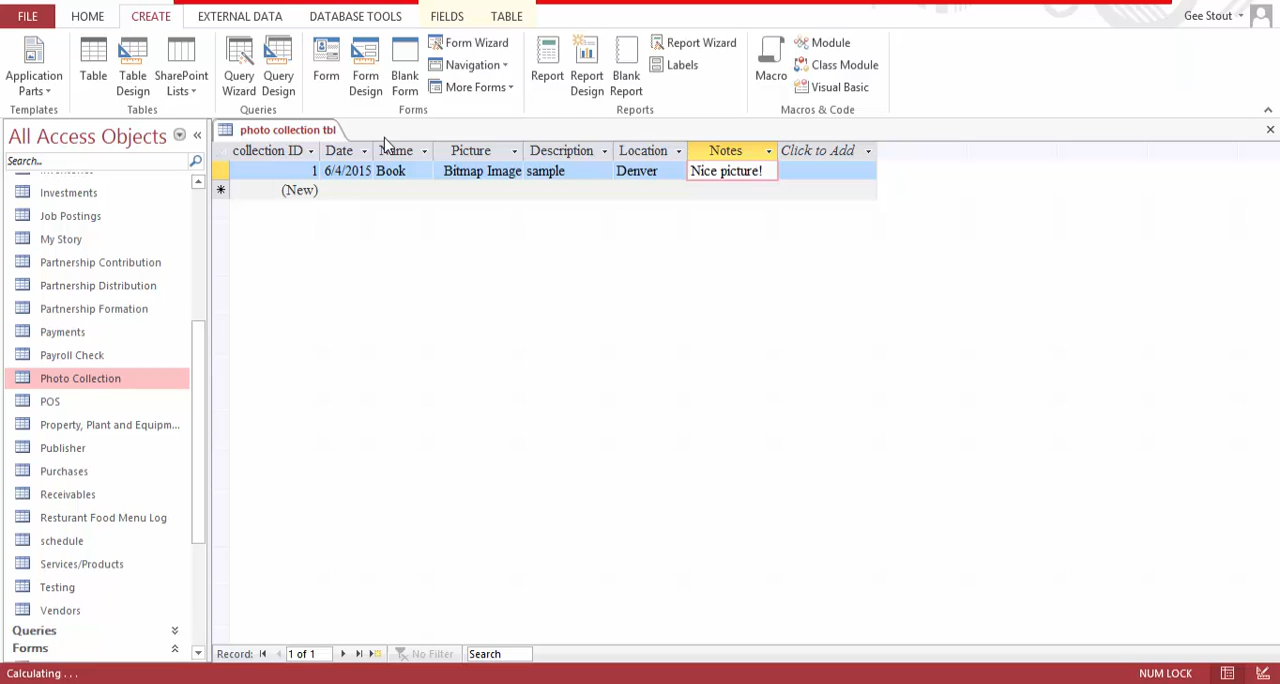 FILE HOME CREATE EXTERNAL DATA DATABASE TOOLS FIELDS TABLE Gee Stout
Application Parts
Table
Table Design
SharePoint Lists
Query Wizard
Query Design
Form
Form Design
Blank Form
Form Wizard
Navigation
More Forms
Report
Report Design
Blank Report
Report Wizard
Labels
Macro
Module
Class Module
Visual Basic
Templates Tables Queries Forms Reports Macros & Code
All Access Objects
Search...
photo collection tbl
collection ID Date Name Picture Description Location Notes Click to Add
1 6/4/2015 Book Bitmap Image sample Denver Nice picture!
(New)
Investments
Job Postings
My Story
Partnership Contribution
Partnership Distribution
Partnership Formation
Payments
Payroll Check
Photo Collection
POS
Property, Plant and Equipm...
Publisher
Purchases
Receivables
Resturant Food Menu Log
schedule
Services/Products
Testing
Vendors
Queries
Forms
Record: 1 of 1 No Filter Search
Calculating . . . NUM LOCK